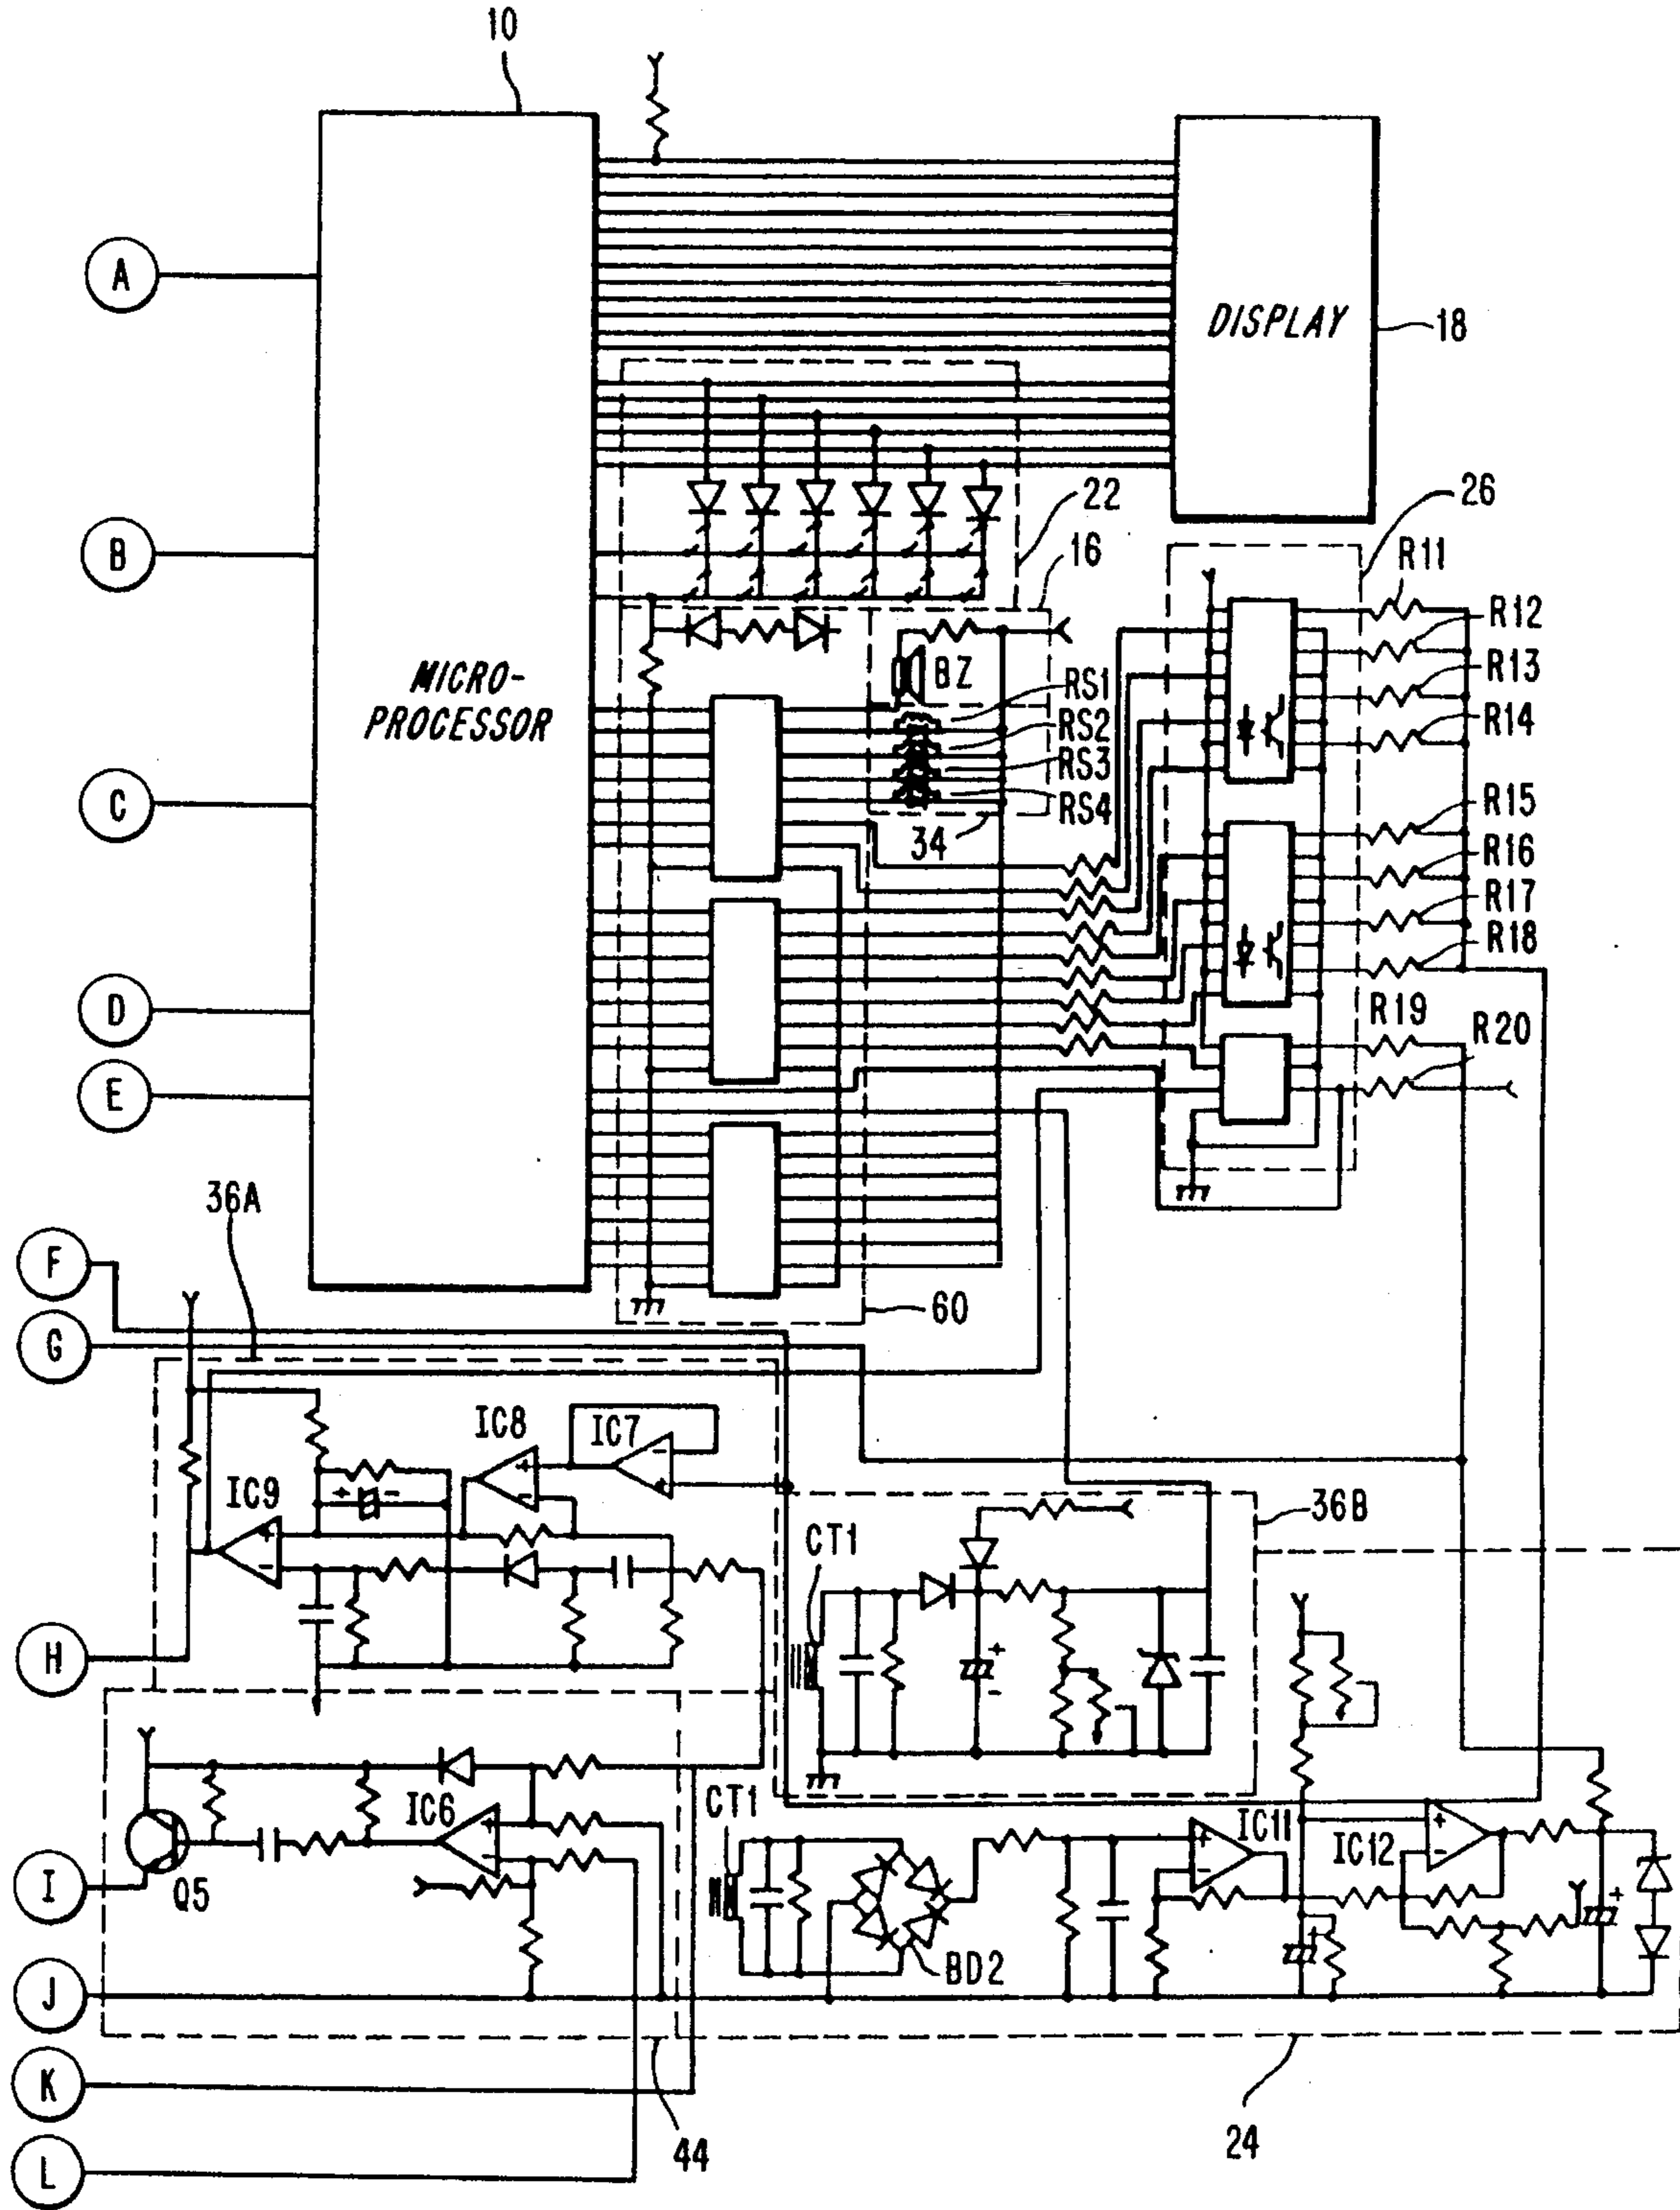 10
A
DISPLAY
18
22
26
B
16
R11
R12
BZ
RS1
R13
MICRO-
PROCESSOR
RS2
R14
RS3
C
RS4
R15
34
R16
R17
R18
D
R19
R20
E
36A
F
60
G
IC8
IC7
IC9
36B
CT1
H
CT1
IC6
IC11
IC12
I
Q5
BD2
J
K
44
24
L